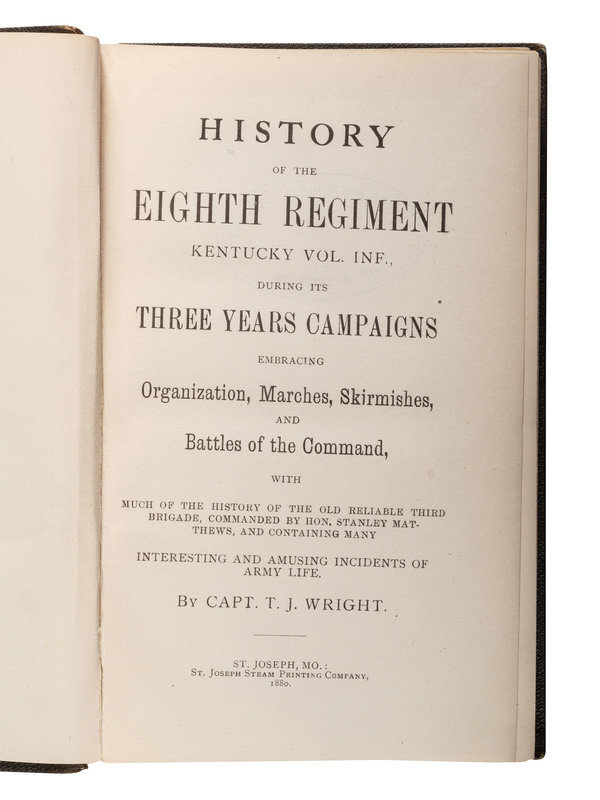 HISTORY
OF THE
EIGHTH REGIMENT
KENTUCKY VOL. INF.,
DURING ITS
THREE YEARS CAMPAIGNS
EMBRACING
Organization, Marches, Skirmishes,
AND
Battles of the Command,
WITH
MUCH OF THE HISTORY OF THE OLD RELIABLE THIRD
BRIGADE, COMMANDED BY HON. STANLEY MAT-
THEWS, AND CONTAINING MANY
INTERESTING AND AMUSING INCIDENTS OF
ARMY LIFE.
BY CAPT. T. J. WRIGHT.
ST. JOSEPH, MO.:
ST. JOSEPH STEAM PRINTING COMPANY,
1880.